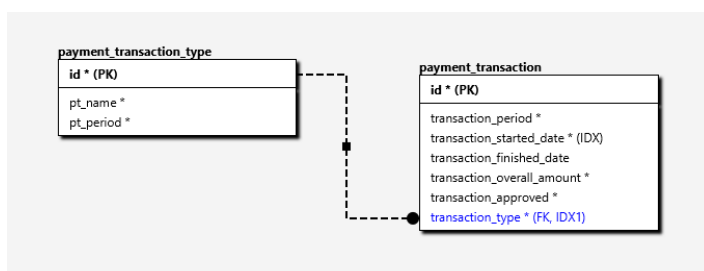 payment_transaction_type
id * (PK)
pt_name *
pt_period *
payment_transaction
id * (PK)
transaction_period *
transaction_started_date * (IDX)
transaction_finished_date
transaction_overall_amount *
transaction_approved *
transaction_type * (FK, IDX1)